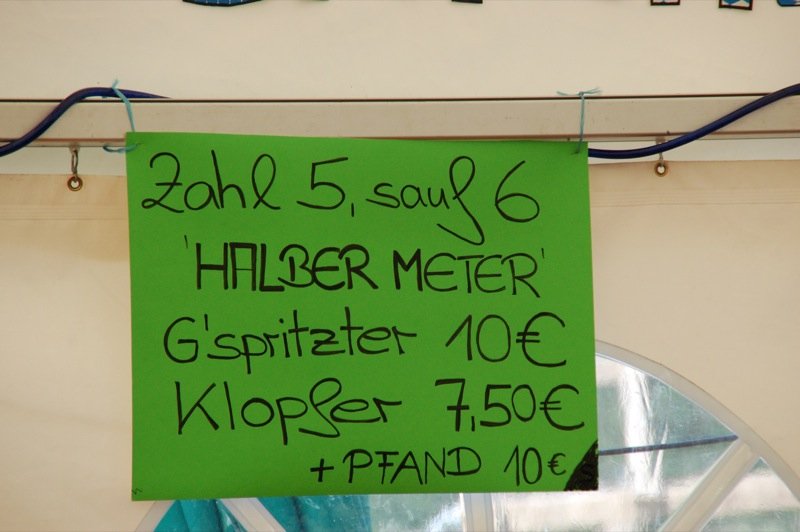 Zahl 5, sauf 6
'HALBER METER'
G'spritzter 10€
Klopfer 7,50€
+ PFAND 10€